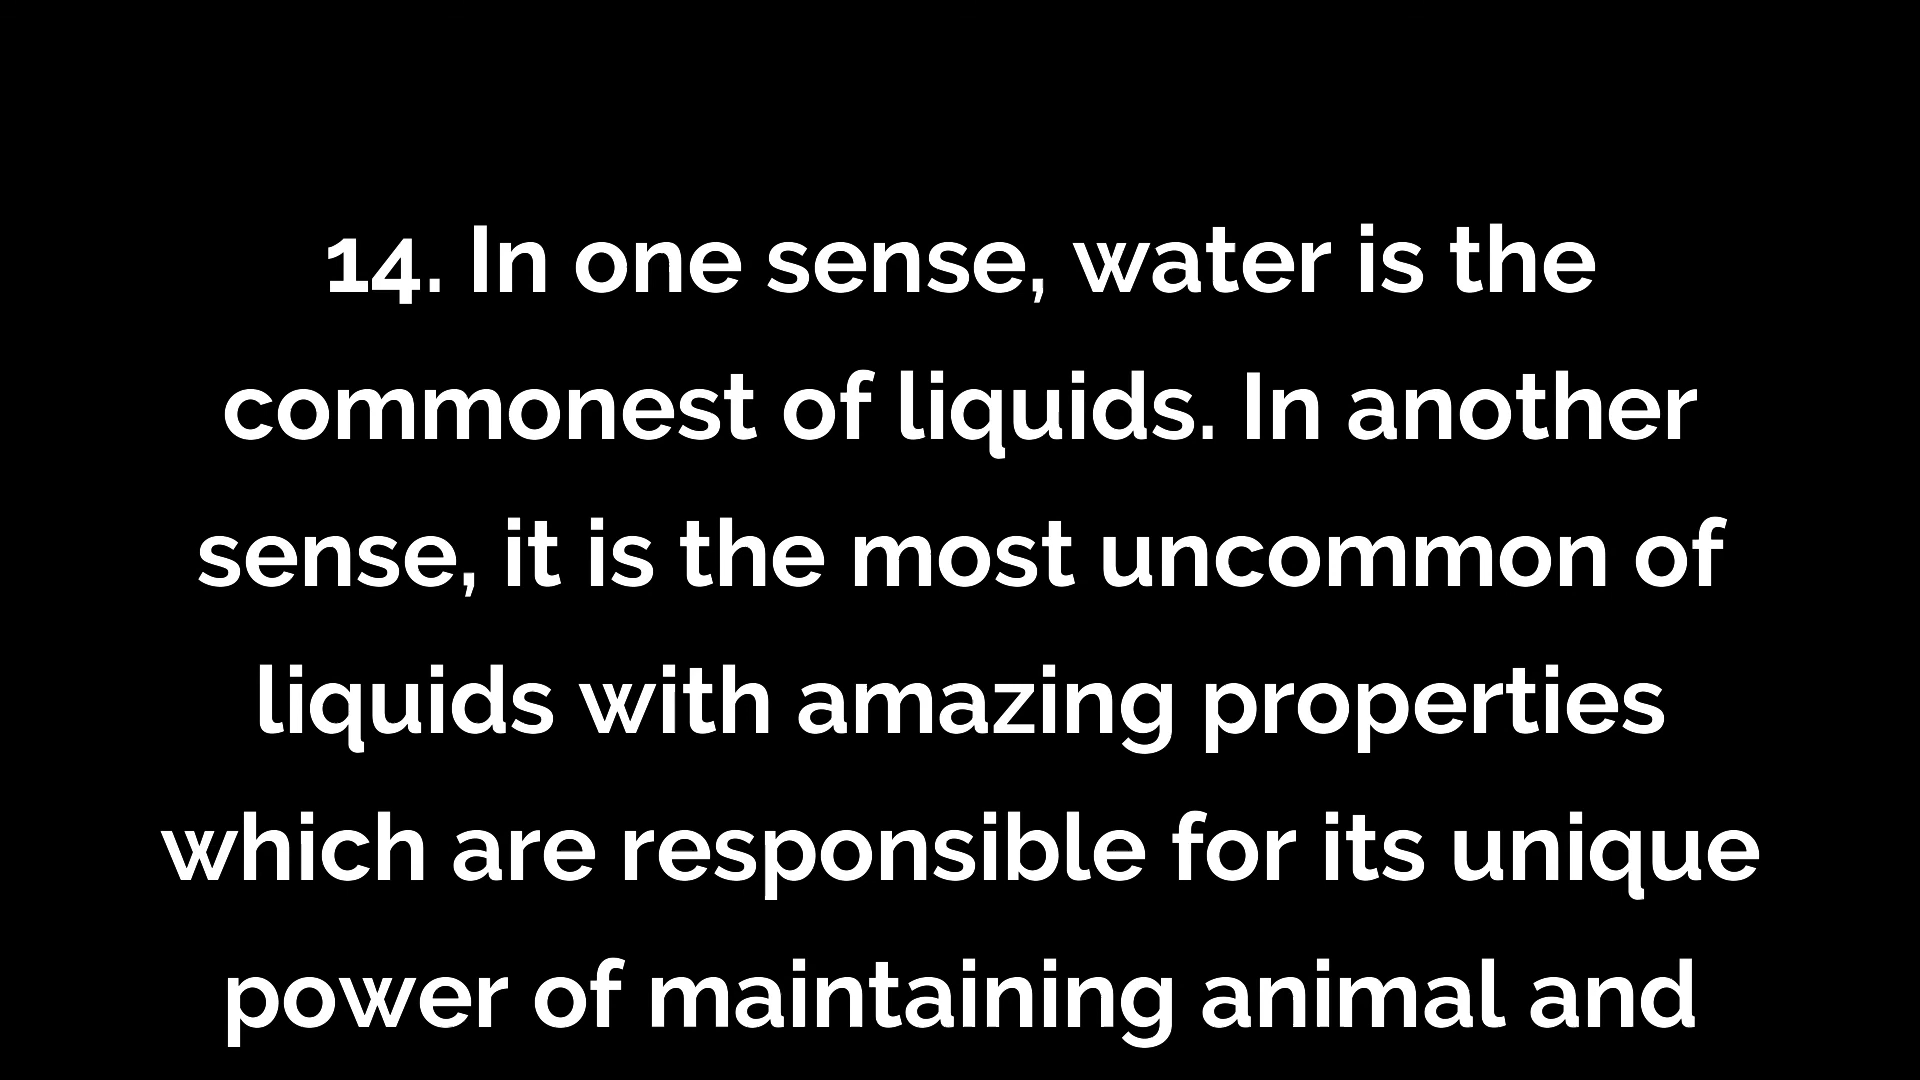 14. In one sense, water is the
commonest of liquids. In another
sense, it is the most uncommon of
liquids with amazing properties
which are responsible for its unique
power of maintaining animal and